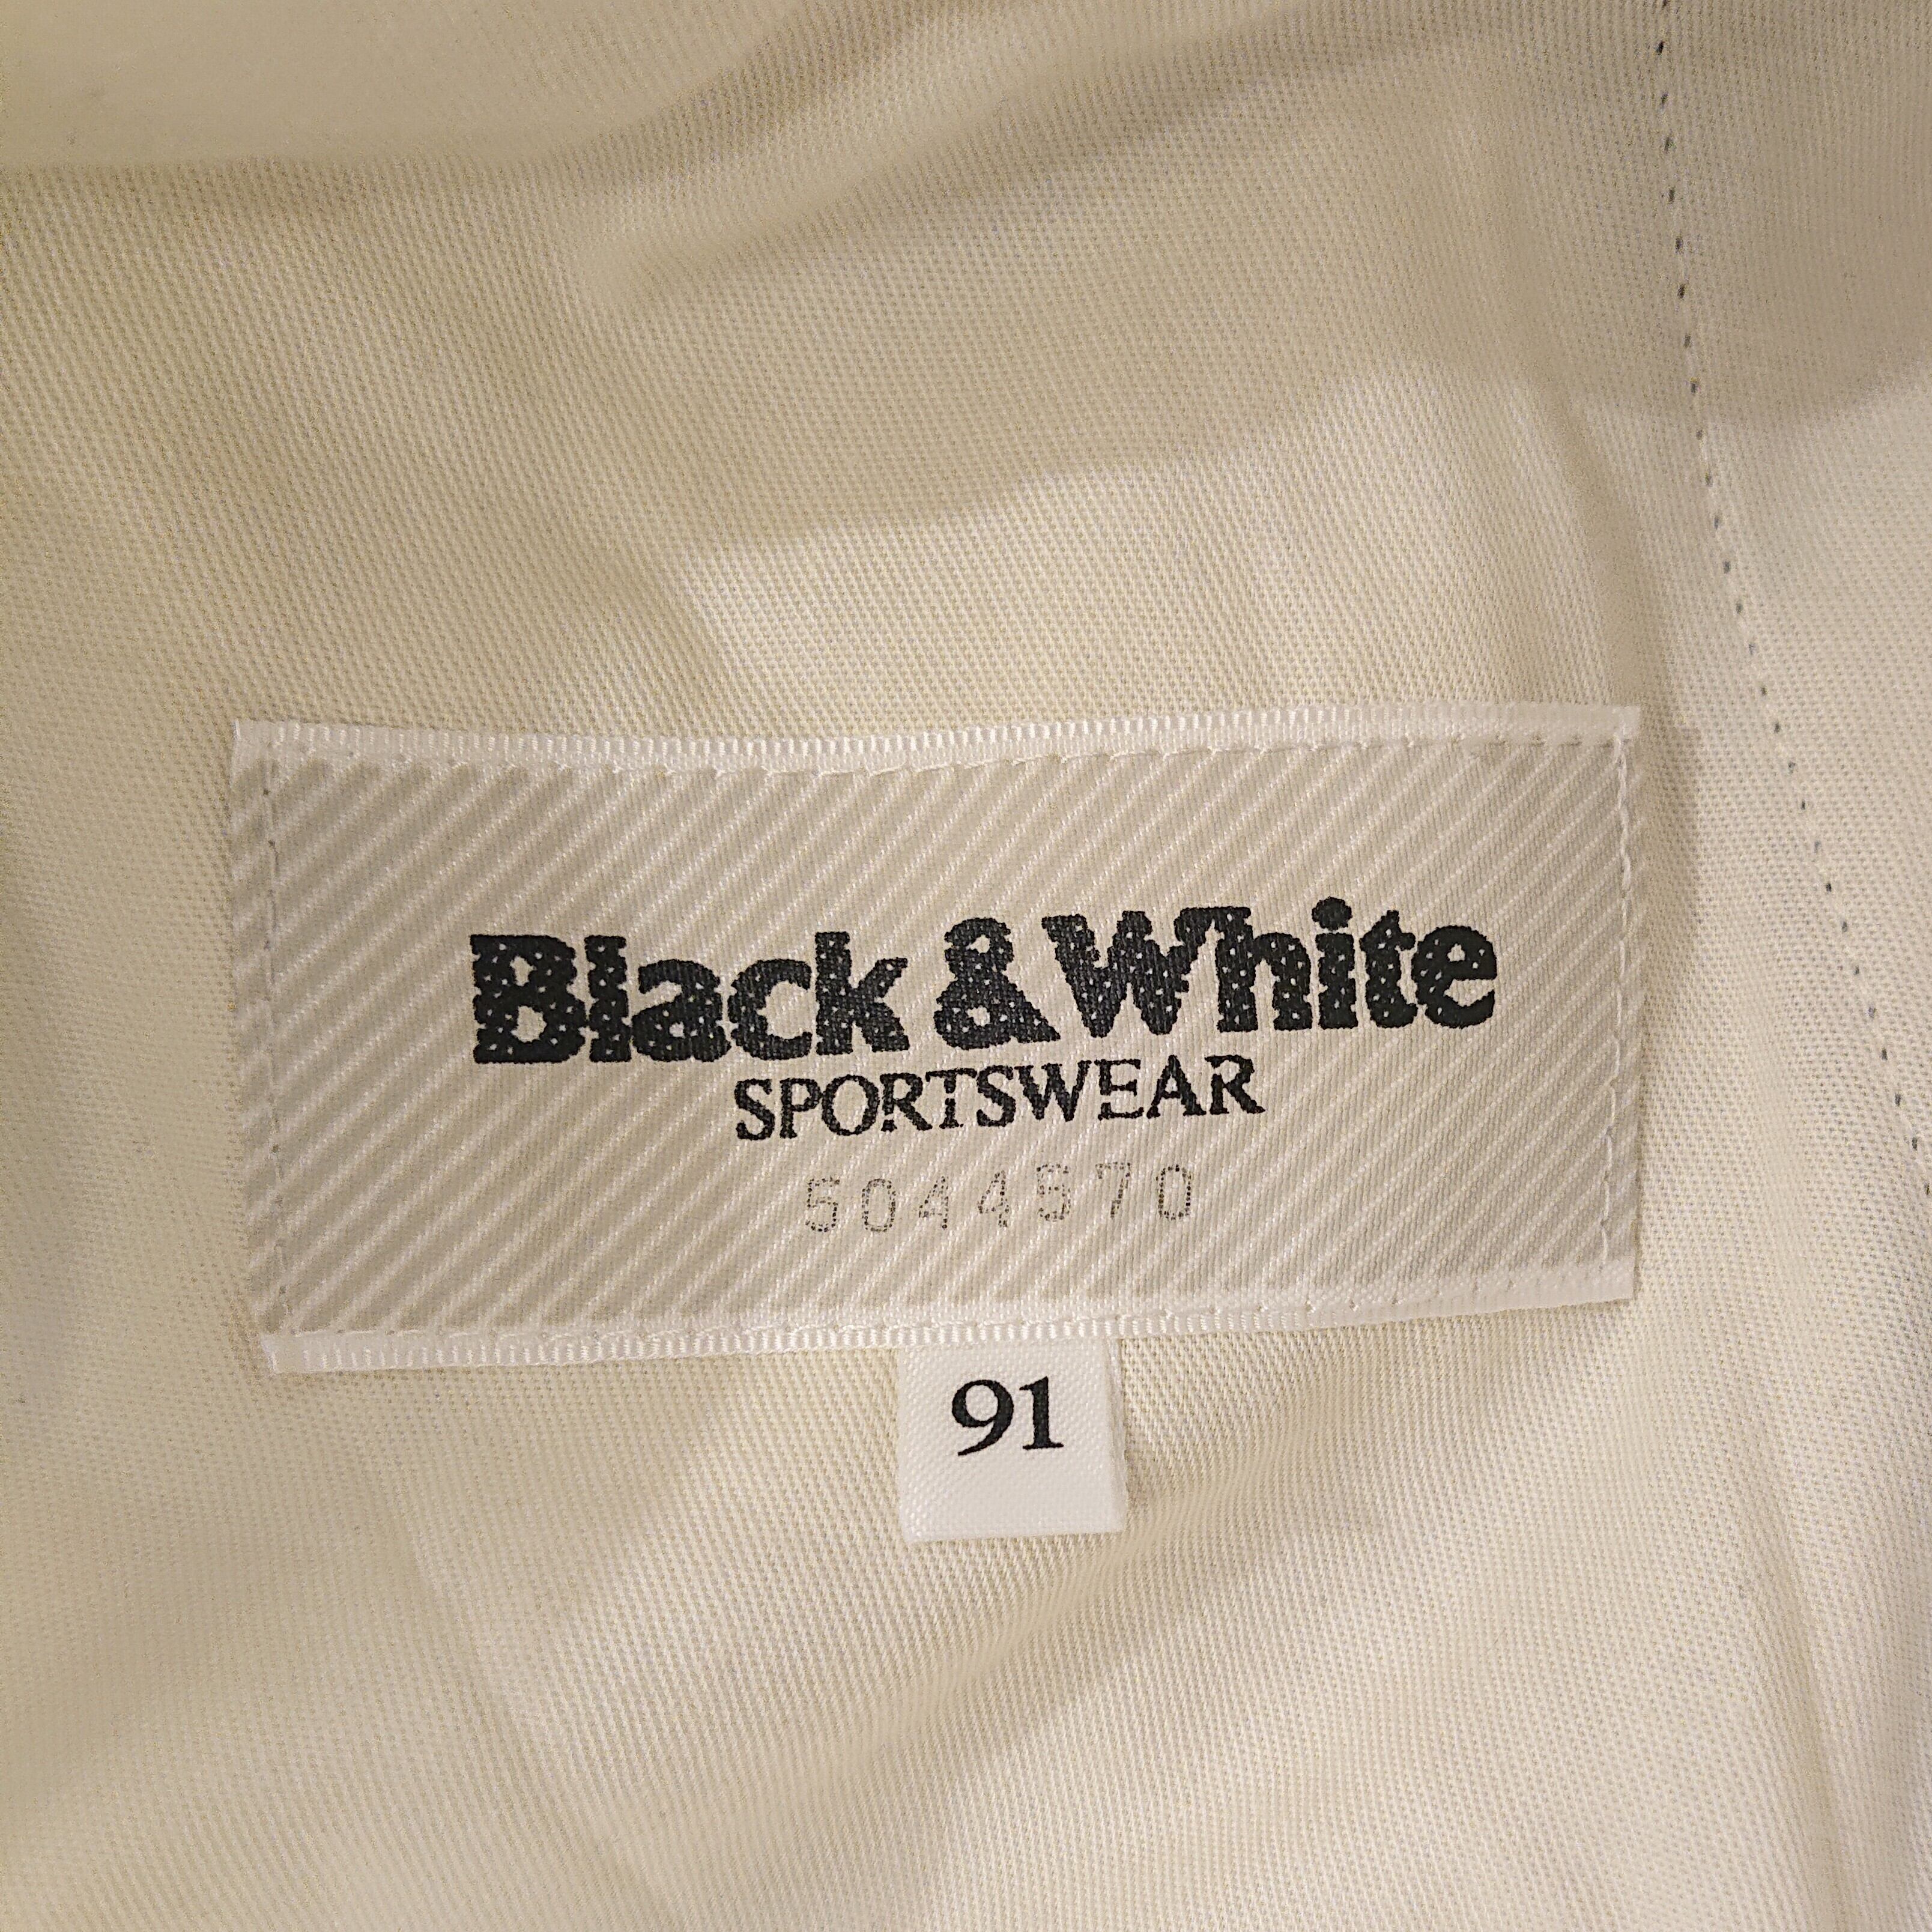 Black & White
SPORTSWEAR
5044570
91